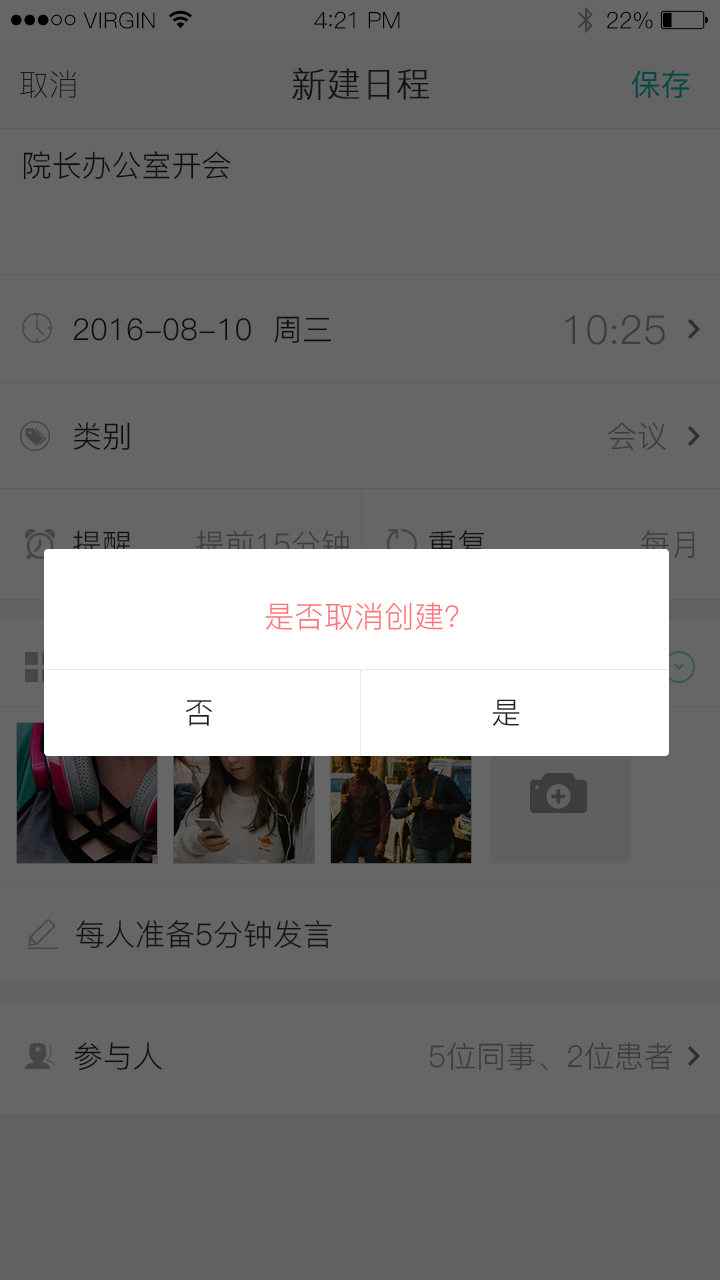 VIRGIN 4:21 PM 22%
取消 新建日程 保存
院长办公室开会
2016-08-10 周三 10:25
类别 会议
提醒 提前15分钟 重复 每月
是否取消创建?
否 是
每人准备5分钟发言
参与人 5位同事、2位患者